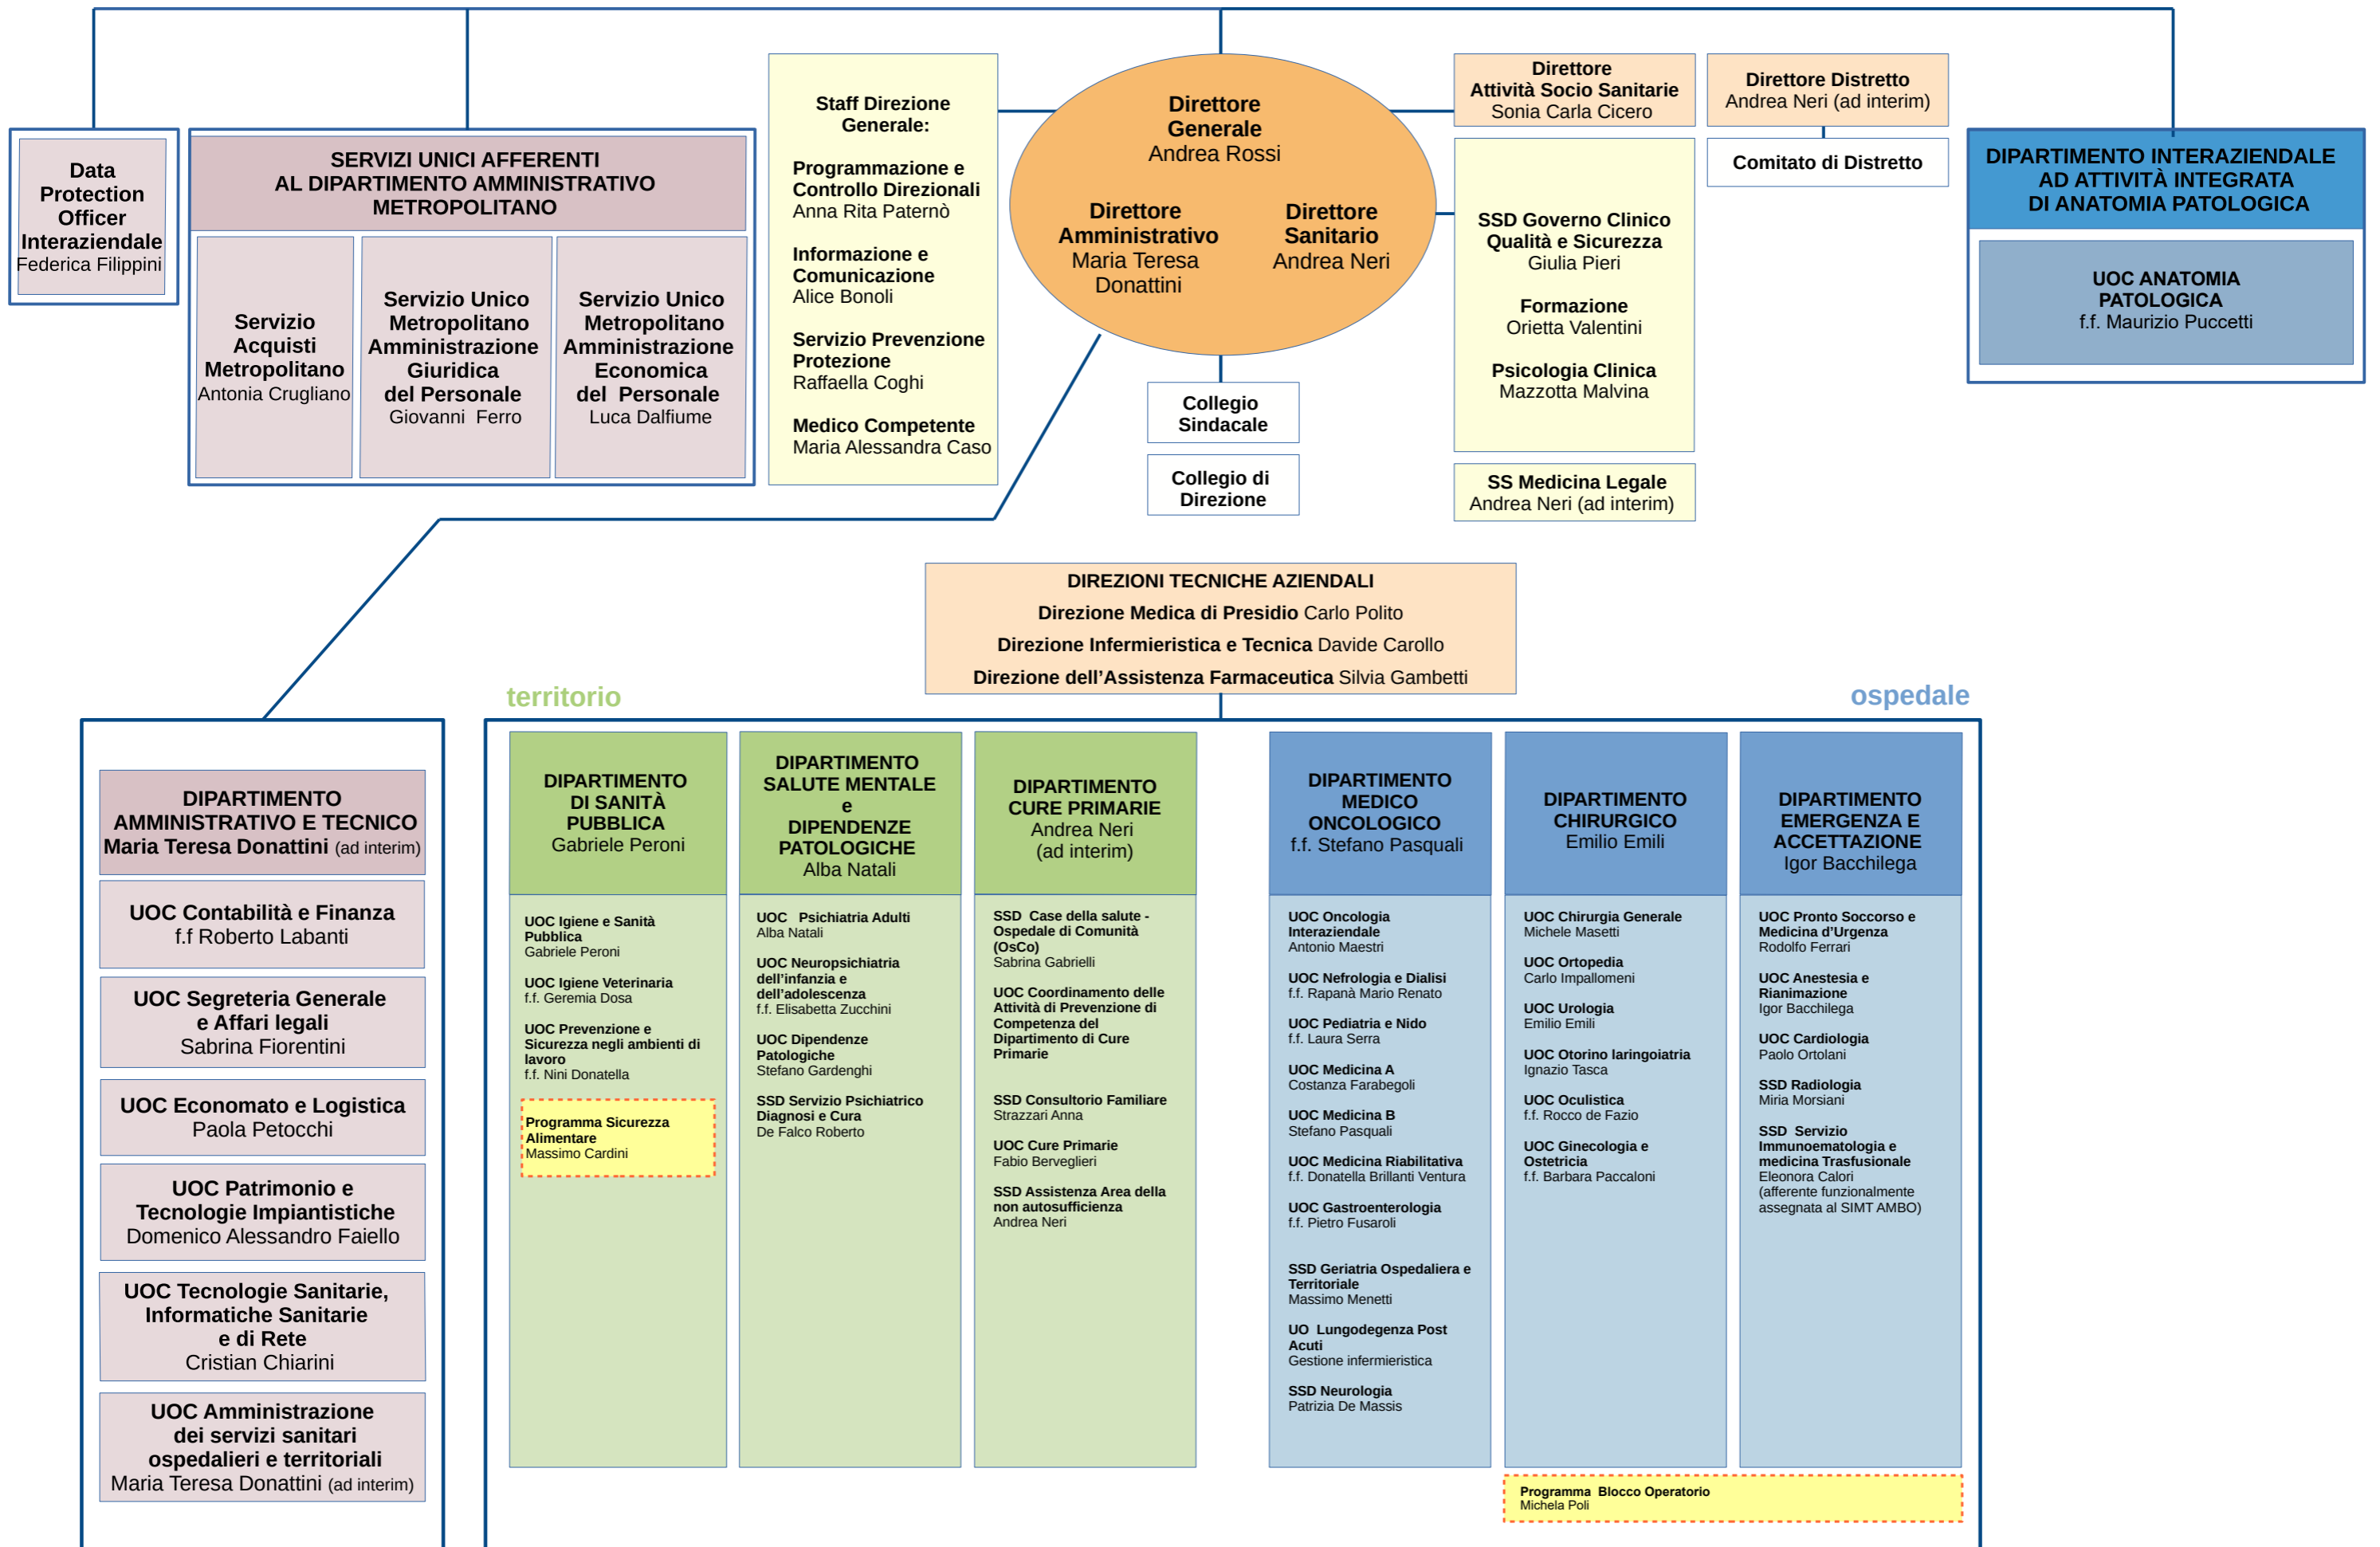 Data
Protection
Officer
Interaziendale
Federica Filippini
SERVIZI UNICI AFFERENTI
AL DIPARTIMENTO AMMINISTRATIVO
METROPOLITANO
Servizio
Acquisti
Metropolitano
Antonia Crugliano
Servizio Unico
Metropolitano
Amministrazione
Giuridica
del Personale
Giovanni Ferro
Servizio Unico
Metropolitano
Amministrazione
Economica
del Personale
Luca Dalfiume
Staff Direzione
Generale:
Programmazione e
Controllo Direzionali
Anna Rita Paternò
Informazione e
Comunicazione
Alice Bonoli
Servizio Prevenzione
Protezione
Raffaella Coghi
Medico Competente
Maria Alessandra Caso
Direttore
Generale
Andrea Rossi
Direttore
Amministrativo
Maria Teresa
Donattini
Direttore
Sanitario
Andrea Neri
Collegio
Sindacale
Collegio di
Direzione
Direttore
Attività Socio Sanitarie
Sonia Carla Cicero
SSD Governo Clinico
Qualità e Sicurezza
Giulia Pieri
Formazione
Orietta Valentini
Psicologia Clinica
Mazzotta Malvina
SS Medicina Legale
Andrea Neri (ad interim)
Direttore Distretto
Andrea Neri (ad interim)
Comitato di Distretto
DIPARTIMENTO INTERAZIENDALE
AD ATTIVITÀ INTEGRATA
DI ANATOMIA PATOLOGICA
UOC ANATOMIA
PATOLOGICA
f.f. Maurizio Puccetti
DIREZIONI TECNICHE AZIENDALI
Direzione Medica di Presidio Carlo Polito
Direzione Infermieristica e Tecnica Davide Carollo
Direzione dell’Assistenza Farmaceutica Silvia Gambetti
territorio
ospedale
DIPARTIMENTO
AMMINISTRATIVO E TECNICO
Maria Teresa Donattini (ad interim)
UOC Contabilità e Finanza
f.f Roberto Labanti
UOC Segreteria Generale
e Affari legali
Sabrina Fiorentini
UOC Economato e Logistica
Paola Petocchi
UOC Patrimonio e
Tecnologie Impiantistiche
Domenico Alessandro Faiello
UOC Tecnologie Sanitarie,
Informatiche Sanitarie
e di Rete
Cristian Chiarini
UOC Amministrazione
dei servizi sanitari
ospedalieri e territoriali
Maria Teresa Donattini (ad interim)
DIPARTIMENTO
DI SANITÀ
PUBBLICA
Gabriele Peroni
UOC Igiene e Sanità
Pubblica
Gabriele Peroni
UOC Igiene Veterinaria
f.f. Geremia Dosa
UOC Prevenzione e
Sicurezza negli ambienti di
lavoro
f.f. Nini Donatella
Programma Sicurezza
Alimentare
Massimo Cardini
DIPARTIMENTO
SALUTE MENTALE
e
DIPENDENZE
PATOLOGICHE
Alba Natali
UOC Psichiatria Adulti
Alba Natali
UOC Neuropsichiatria
dell’infanzia e
dell’adolescenza
f.f. Elisabetta Zucchini
UOC Dipendenze
Patologiche
Stefano Gardenghi
SSD Servizio Psichiatrico
Diagnosi e Cura
De Falco Roberto
DIPARTIMENTO
CURE PRIMARIE
Andrea Neri
(ad interim)
SSD Case della salute -
Ospedale di Comunità
(OsCo)
Sabrina Gabrielli
UOC Coordinamento delle
Attività di Prevenzione di
Competenza del
Dipartimento di Cure
Primarie
SSD Consultorio Familiare
Strazzari Anna
UOC Cure Primarie
Fabio Berveglieri
SSD Assistenza Area della
non autosufficienza
Andrea Neri
DIPARTIMENTO
MEDICO
ONCOLOGICO
f.f. Stefano Pasquali
UOC Oncologia
Interaziendale
Antonio Maestri
UOC Nefrologia e Dialisi
f.f. Rapanà Mario Renato
UOC Pediatria e Nido
f.f. Laura Serra
UOC Medicina A
Costanza Farabegoli
UOC Medicina B
Stefano Pasquali
UOC Medicina Riabilitativa
f.f. Donatella Brillanti Ventura
UOC Gastroenterologia
f.f. Pietro Fusaroli
SSD Geriatria Ospedaliera e
Territoriale
Massimo Menetti
UO Lungodegenza Post
Acuti
Gestione infermieristica
SSD Neurologia
Patrizia De Massis
DIPARTIMENTO
CHIRURGICO
Emilio Emili
UOC Chirurgia Generale
Michele Masetti
UOC Ortopedia
Carlo Impallomeni
UOC Urologia
Emilio Emili
UOC Otorino laringoiatria
Ignazio Tasca
UOC Oculistica
f.f. Rocco de Fazio
UOC Ginecologia e
Ostetricia
f.f. Barbara Paccaloni
DIPARTIMENTO
EMERGENZA E
ACCETTAZIONE
Igor Bacchilega
UOC Pronto Soccorso e
Medicina d’Urgenza
Rodolfo Ferrari
UOC Anestesia e
Rianimazione
Igor Bacchilega
UOC Cardiologia
Paolo Ortolani
SSD Radiologia
Miria Morsiani
SSD Servizio
Immunoematologia e
medicina Trasfusionale
Eleonora Calori
(afferente funzionalmente
assegnata al SIMT AMBO)
Programma Blocco Operatorio
Michela Poli